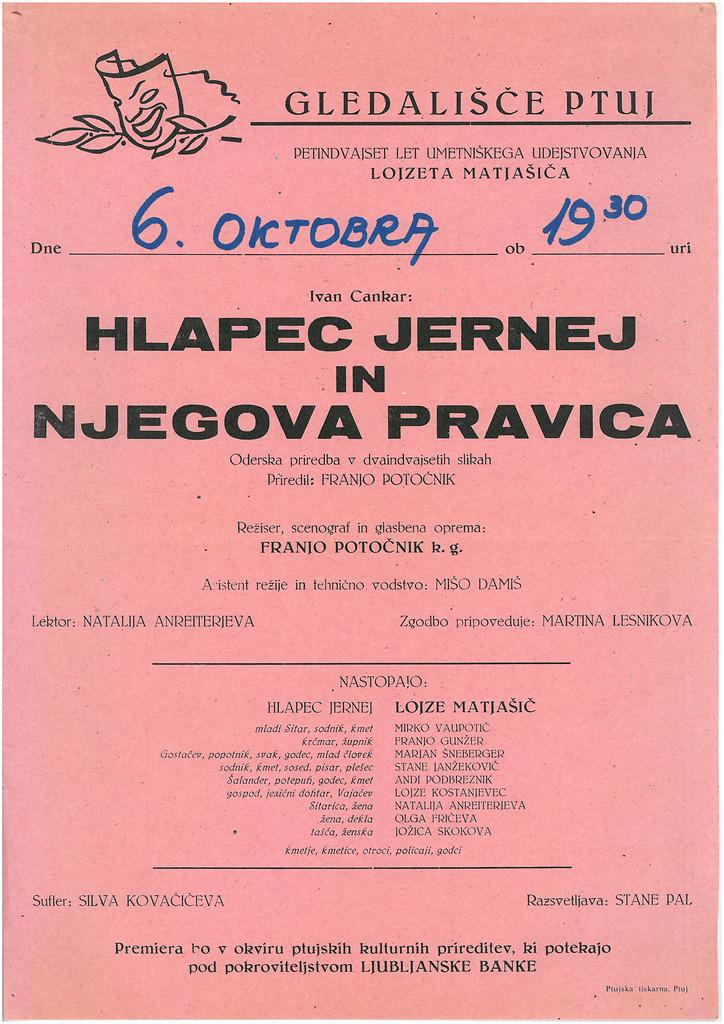 GLEDALIŠČE PTUJ
PETINDVAJSET LET UMETNIŠKEGA UDEJSTVOVANJA
LOJZETA MATJAŠIČA
Dne 6. OKTOBRA ob 19 30 uri
Ivan Cankar:
HLAPEC JERNEJ
IN
NJEGOVA PRAVICA
Oderska priredba v dvaindvajsetih slikah
Priredil: FRANJO POTOČNIK
Režiser, scenograf in glasbena oprema:
FRANJO POTOČNIK k. g.
A istent režije in tehnično vodstvo: MIŠO DAMIŠ
Lektor: NATALIJA ANREITERJEVA Zgodbo pripoveduje: MARTINA LESNIKOVA
NASTOPAJO:
HLAPEC JERNEJ LOJZE MATJAŠIČ
mladi Sitar, sodnik, kmet MIRKO VAUPOTIČ
krčmar, župnik FRANJO GUNŽER
Gostačev, popotnik, svak, godec, mlad človek MARJAN ŠNEBERGER
sodnik, kmet, sosed, pisar, plešec STANE JANŽEKOVIČ
Šalander, potepuh, godec, kmet ANDI PODBREZNIK
gospod, jezični dohtar, Vajačev LOJZE KOSTANJEVEC
Sitarica, žena NATALIJA ANREITERJEVA
žena, dekla OLGA FRIČEVA
tašča, ženska JOŽICA SKOKOVA
kmetje, kmetice, otroci, policaji, godci
Sufler: SILVA KOVAČIČEVA Razsvetljava: STANE PAL
Premiera bo v okviru ptujskih kulturnih prireditev, ki potekajo
pod pokroviteljstvom LJUBLJANSKE BANKE
Ptujska tiskarna, Ptuj